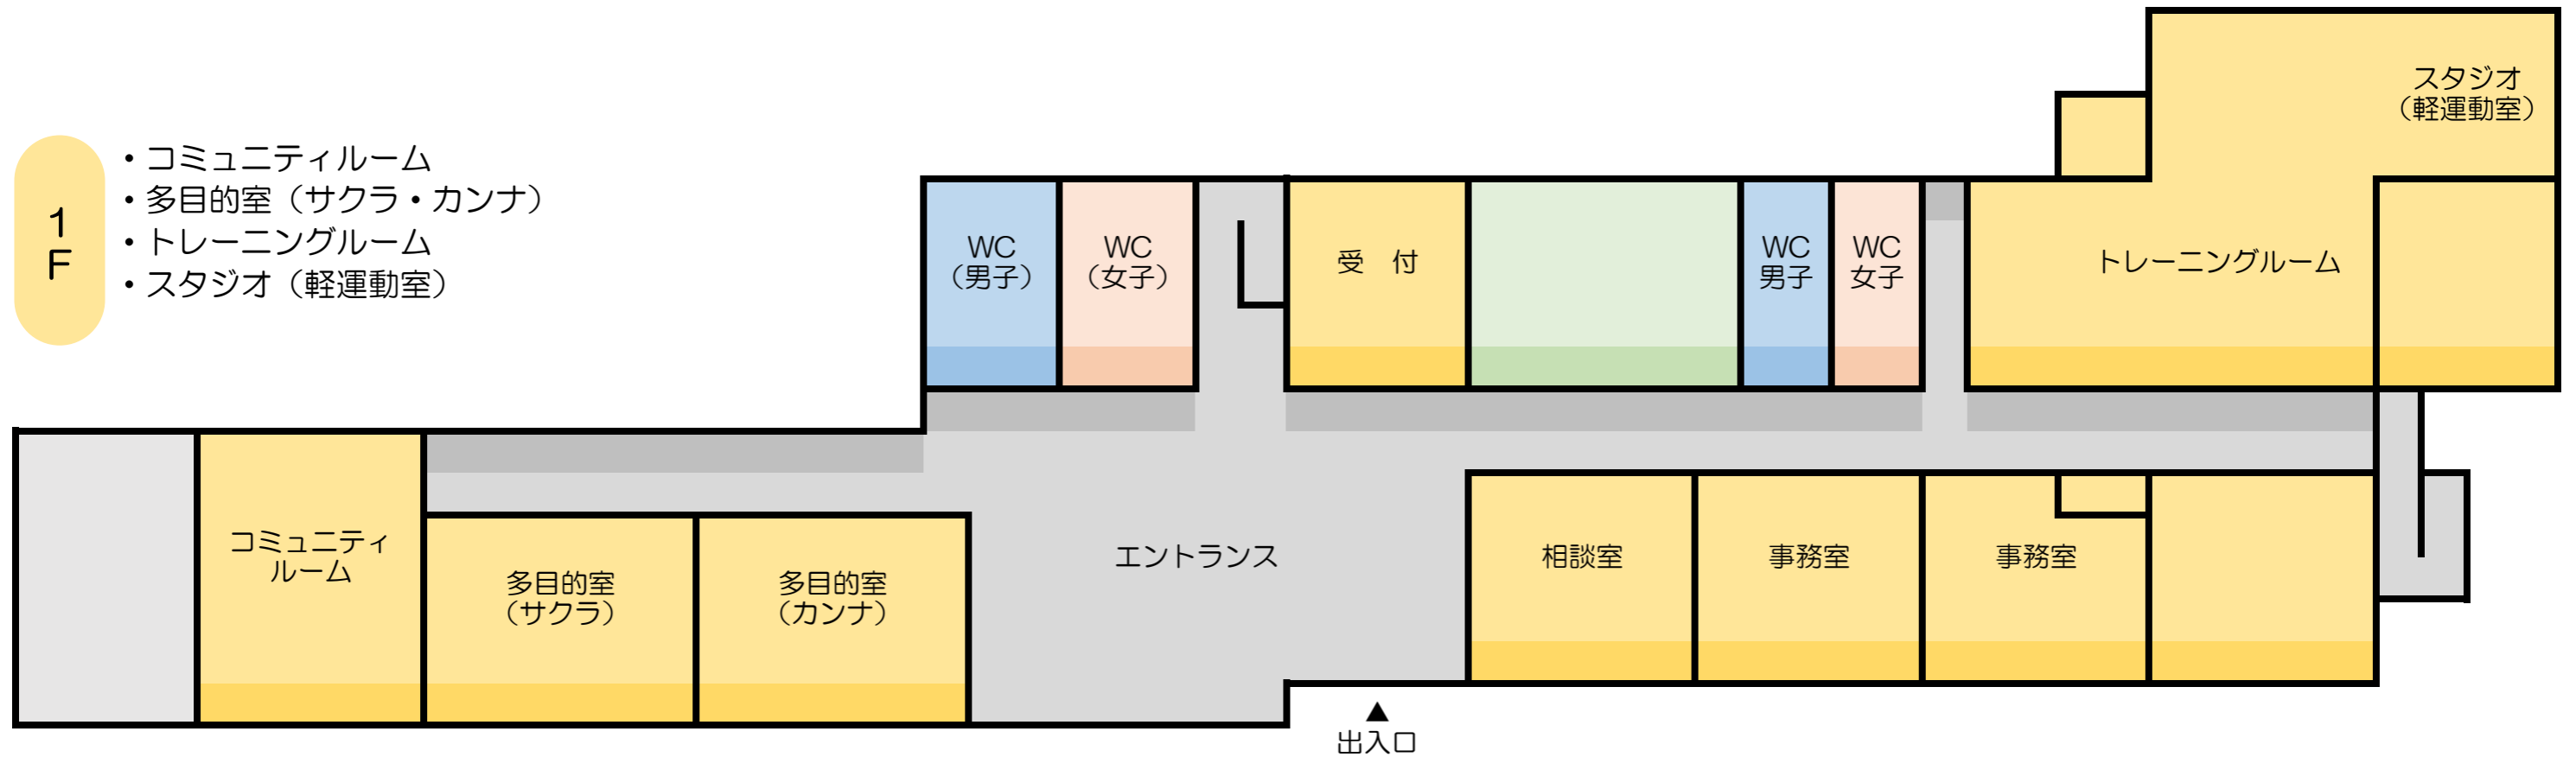 1
F
・コミュニティルーム
・多目的室（サクラ・カンナ）
・トレーニングルーム
・スタジオ（軽運動室）
スタジオ
（軽運動室）
WC
（男子）
WC
（女子）
受　付
WC
男子
WC
女子
トレーニングルーム
コミュニティ
ルーム
多目的室
（サクラ）
多目的室
（カンナ）
エントランス
相談室
事務室
事務室
▲
出入口